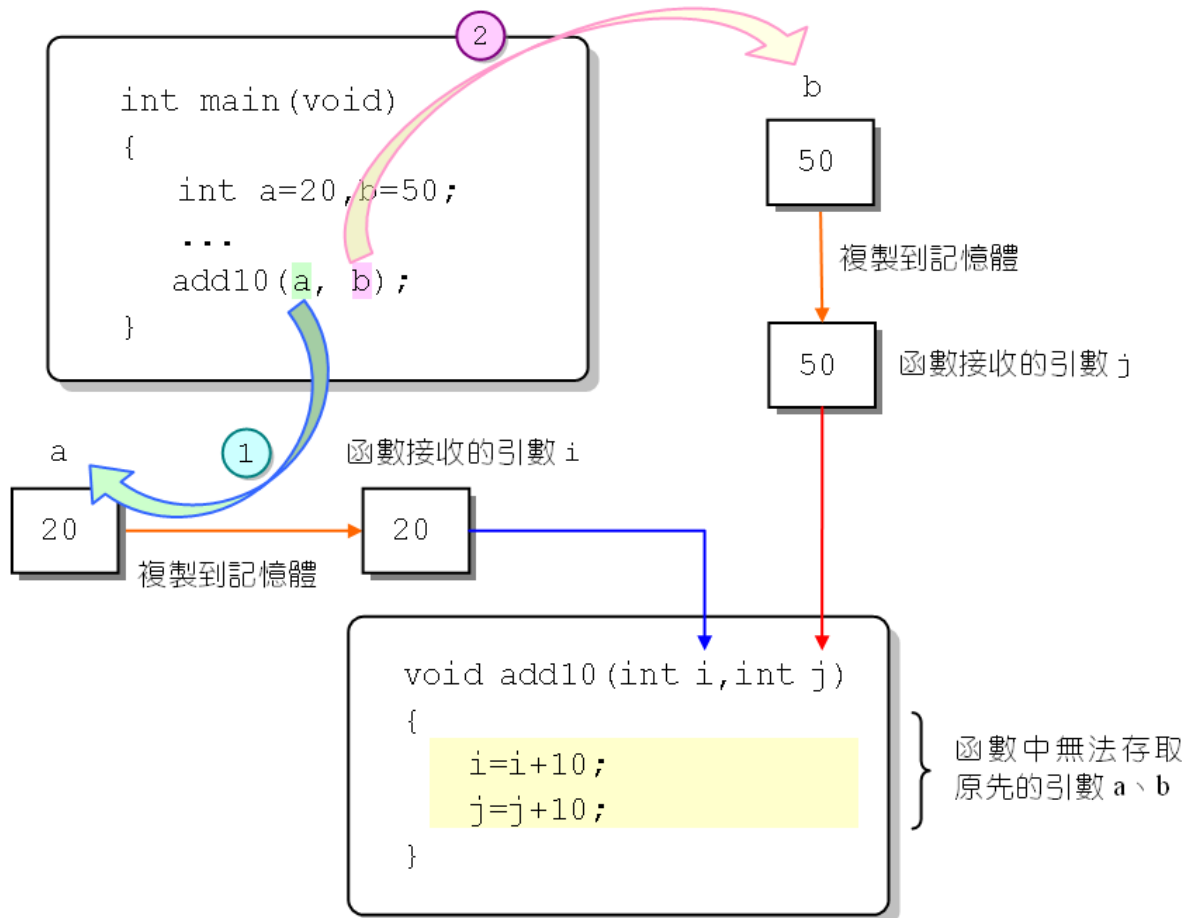 2
int main(void)
{
int a=20,b=50;
...
add10(a, b);
}
b
50
複製到記憶體
50
函數接收的引數 j
1
a
函數接收的引數 i
20
20
複製到記憶體
void add10(int i,int j)
{
i=i+10;
j=j+10;
}
函數中無法存取
原先的引數 a、b